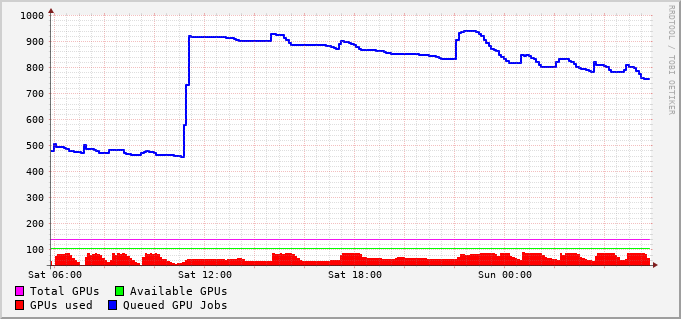 1000
900
800
700
600
500
400
300
200
100
Sat 06:00 Sat 12:00 Sat 18:00 Sun 00:00
Total GPUs Available GPUs
GPUs used Queued GPU Jobs
RRDTOOL / TOBI OETIKER